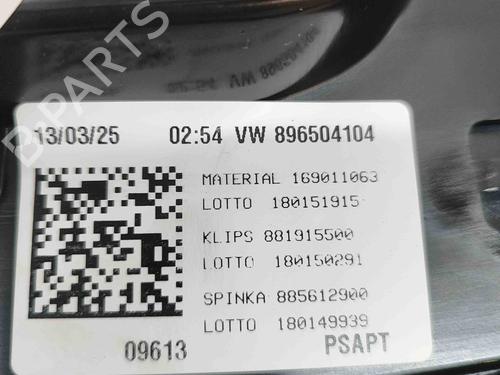 13/03/25 02:54 VW 896504104
MATERIAL 169011063
LOTTO 180151915
KLIPS 881915500
LOTTO 180150291
SPINKA 885612900
LOTTO 180149939
09613 PSAPT
B-PARTS